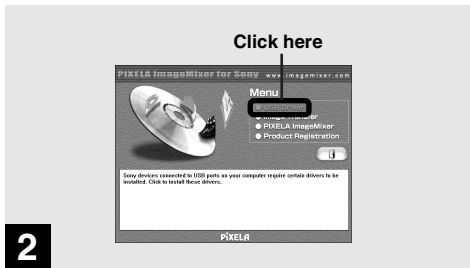 Click here
PIXELA ImageMixer for Sony www.imagemixer.com
Menu
USB Driver
Image Transfer
PIXELA ImageMixer
Product Registration
Sony devices connected to USB ports on your computer require certain drivers to be
installed. Click to install these drivers.
PIXELA
2